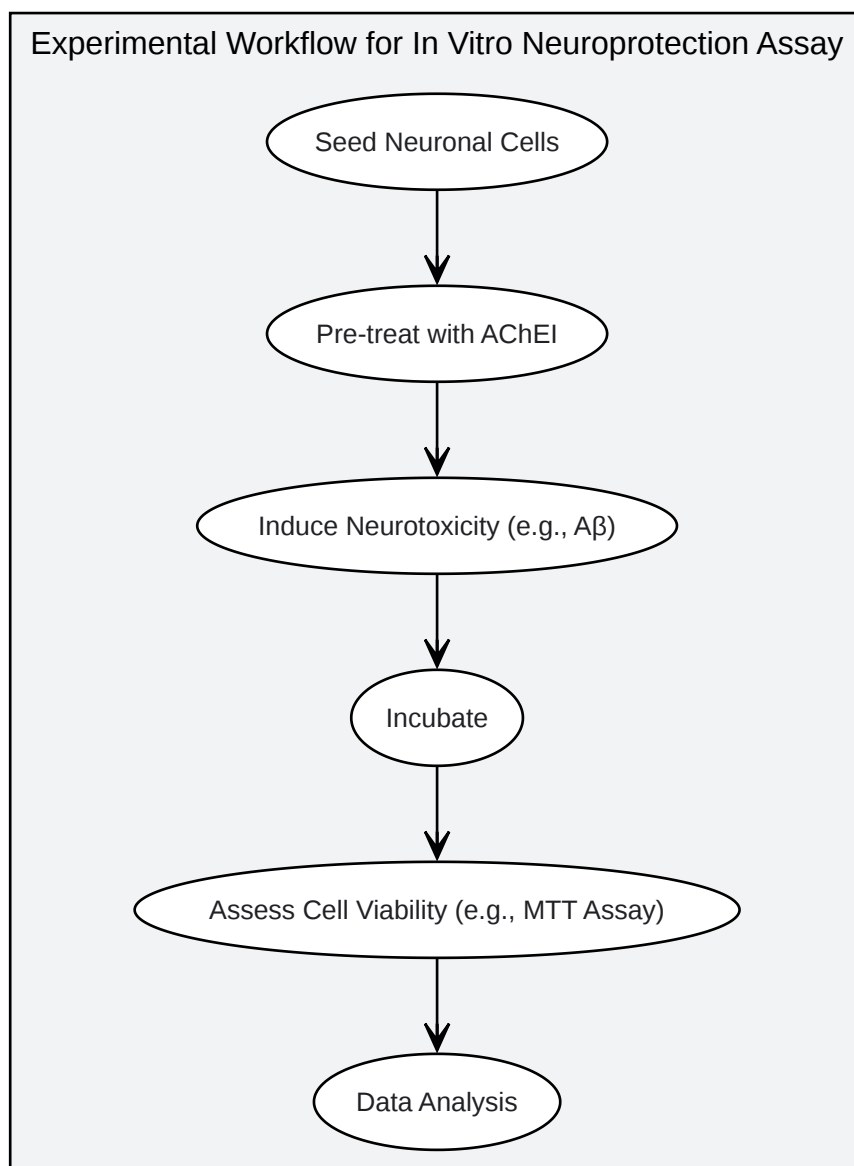 Experimental Workflow for In Vitro Neuroprotection Assay
Seed Neuronal Cells
Pre-treat with AChEI
Induce Neurotoxicity (e.g., Aβ)
Incubate
Assess Cell Viability (e.g., MTT Assay)
Data Analysis